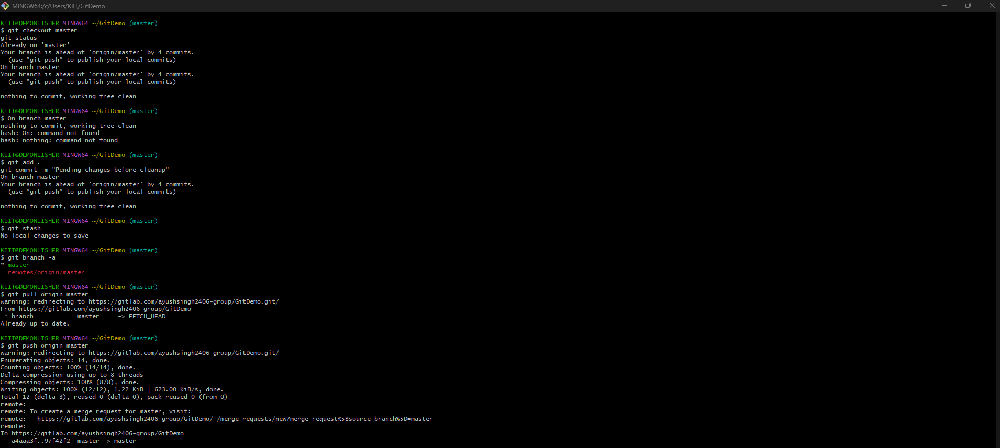 MINGW64:/c/Users/KIIT/GitDemo
KIIT@DEMONLISHER MINGW64 ~/GitDemo (master)
$ git checkout master
git status
Already on 'master'
Your branch is ahead of 'origin/master' by 4 commits.
  (use "git push" to publish your local commits)
On branch master
Your branch is ahead of 'origin/master' by 4 commits.
  (use "git push" to publish your local commits)
nothing to commit, working tree clean
KIIT@DEMONLISHER MINGW64 ~/GitDemo (master)
$ On branch master
nothing to commit, working tree clean
bash: On: command not found
bash: nothing: command not found
KIIT@DEMONLISHER MINGW64 ~/GitDemo (master)
$ git add .
git commit -m "Pending changes before cleanup"
On branch master
Your branch is ahead of 'origin/master' by 4 commits.
  (use "git push" to publish your local commits)
nothing to commit, working tree clean
KIIT@DEMONLISHER MINGW64 ~/GitDemo (master)
$ git stash
No local changes to save
KIIT@DEMONLISHER MINGW64 ~/GitDemo (master)
$ git branch -a
* master
  remotes/origin/master
KIIT@DEMONLISHER MINGW64 ~/GitDemo (master)
$ git pull origin master
warning: redirecting to https://gitlab.com/ayushsingh2406-group/GitDemo.git/
From https://gitlab.com/ayushsingh2406-group/GitDemo
 * branch            master     -> FETCH_HEAD
Already up to date.
KIIT@DEMONLISHER MINGW64 ~/GitDemo (master)
$ git push origin master
warning: redirecting to https://gitlab.com/ayushsingh2406-group/GitDemo.git/
Enumerating objects: 14, done.
Counting objects: 100% (14/14), done.
Delta compression using up to 8 threads
Compressing objects: 100% (8/8), done.
Writing objects: 100% (12/12), 1.22 KiB | 623.00 KiB/s, done.
Total 12 (delta 3), reused 0 (delta 0), pack-reused 0 (from 0)
remote:
remote: To create a merge request for master, visit:
remote:   https://gitlab.com/ayushsingh2406-group/GitDemo/-/merge_requests/new?merge_request%5Bsource_branch%5D=master
remote:
To https://gitlab.com/ayushsingh2406-group/GitDemo
   a4aaa3f..97f42f2  master -> master